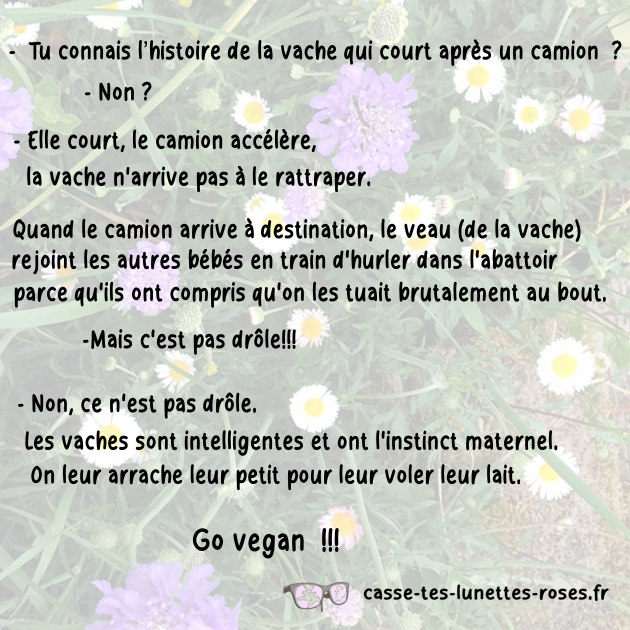 - Tu connais l'histoire de la vache qui court après un camion ?
- Non ?
- Elle court, le camion accélère,
la vache n'arrive pas à le rattraper.
Quand le camion arrive à destination, le veau (de la vache)
rejoint les autres bébés en train d'hurler dans l'abattoir
parce qu'ils ont compris qu'on les tuait brutalement au bout.
-Mais c'est pas drôle!!!
- Non, ce n'est pas drôle.
Les vaches sont intelligentes et ont l'instinct maternel.
On leur arrache leur petit pour leur voler leur lait.
Go vegan !!!
casse-tes-lunettes-roses.fr